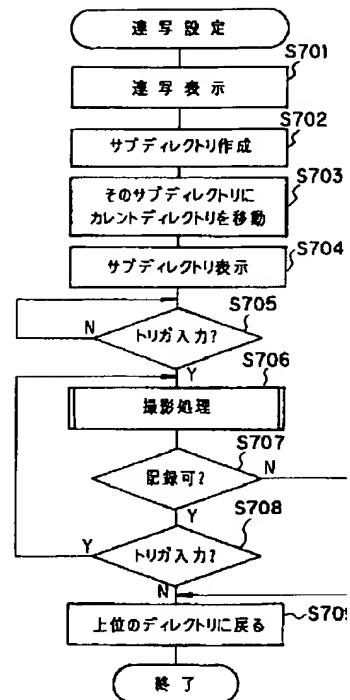 連写設定
S701
連写表示
S702
サブディレクトリ作成
S703
そのサブディレクトリに
カレントディレクトリを移動
S704
サブディレクトリ表示
S705
N
トリガ入力?
Y
S706
撮影処理
S707
N
記録可?
Y
S708
Y
トリガ入力?
N
S709
上位のディレクトリに戻る
終了